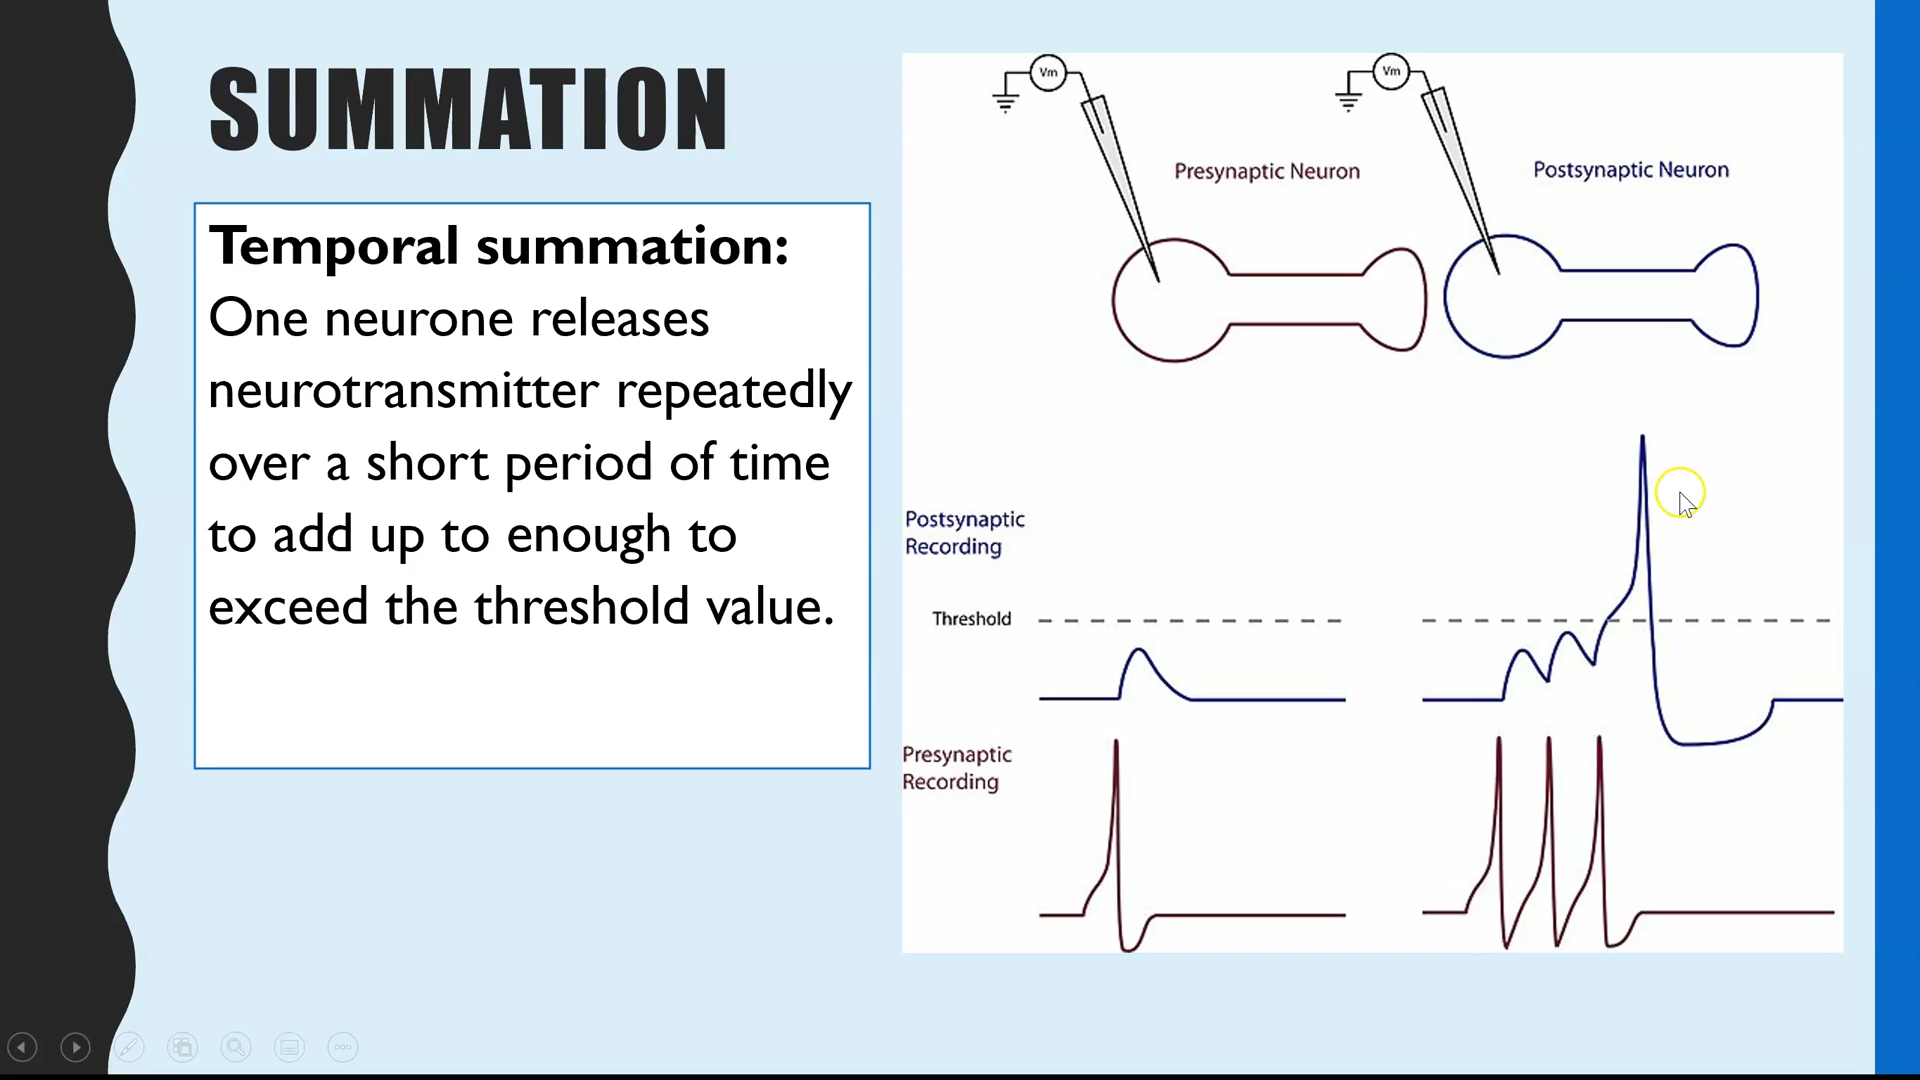 SUMMATION
Temporal summation:
One neurone releases
neurotransmitter repeatedly
over a short period of time
to add up to enough to
exceed the threshold value.
Vm
Vm
Presynaptic Neuron
Postsynaptic Neuron
Postsynaptic
Recording
Threshold
Presynaptic
Recording